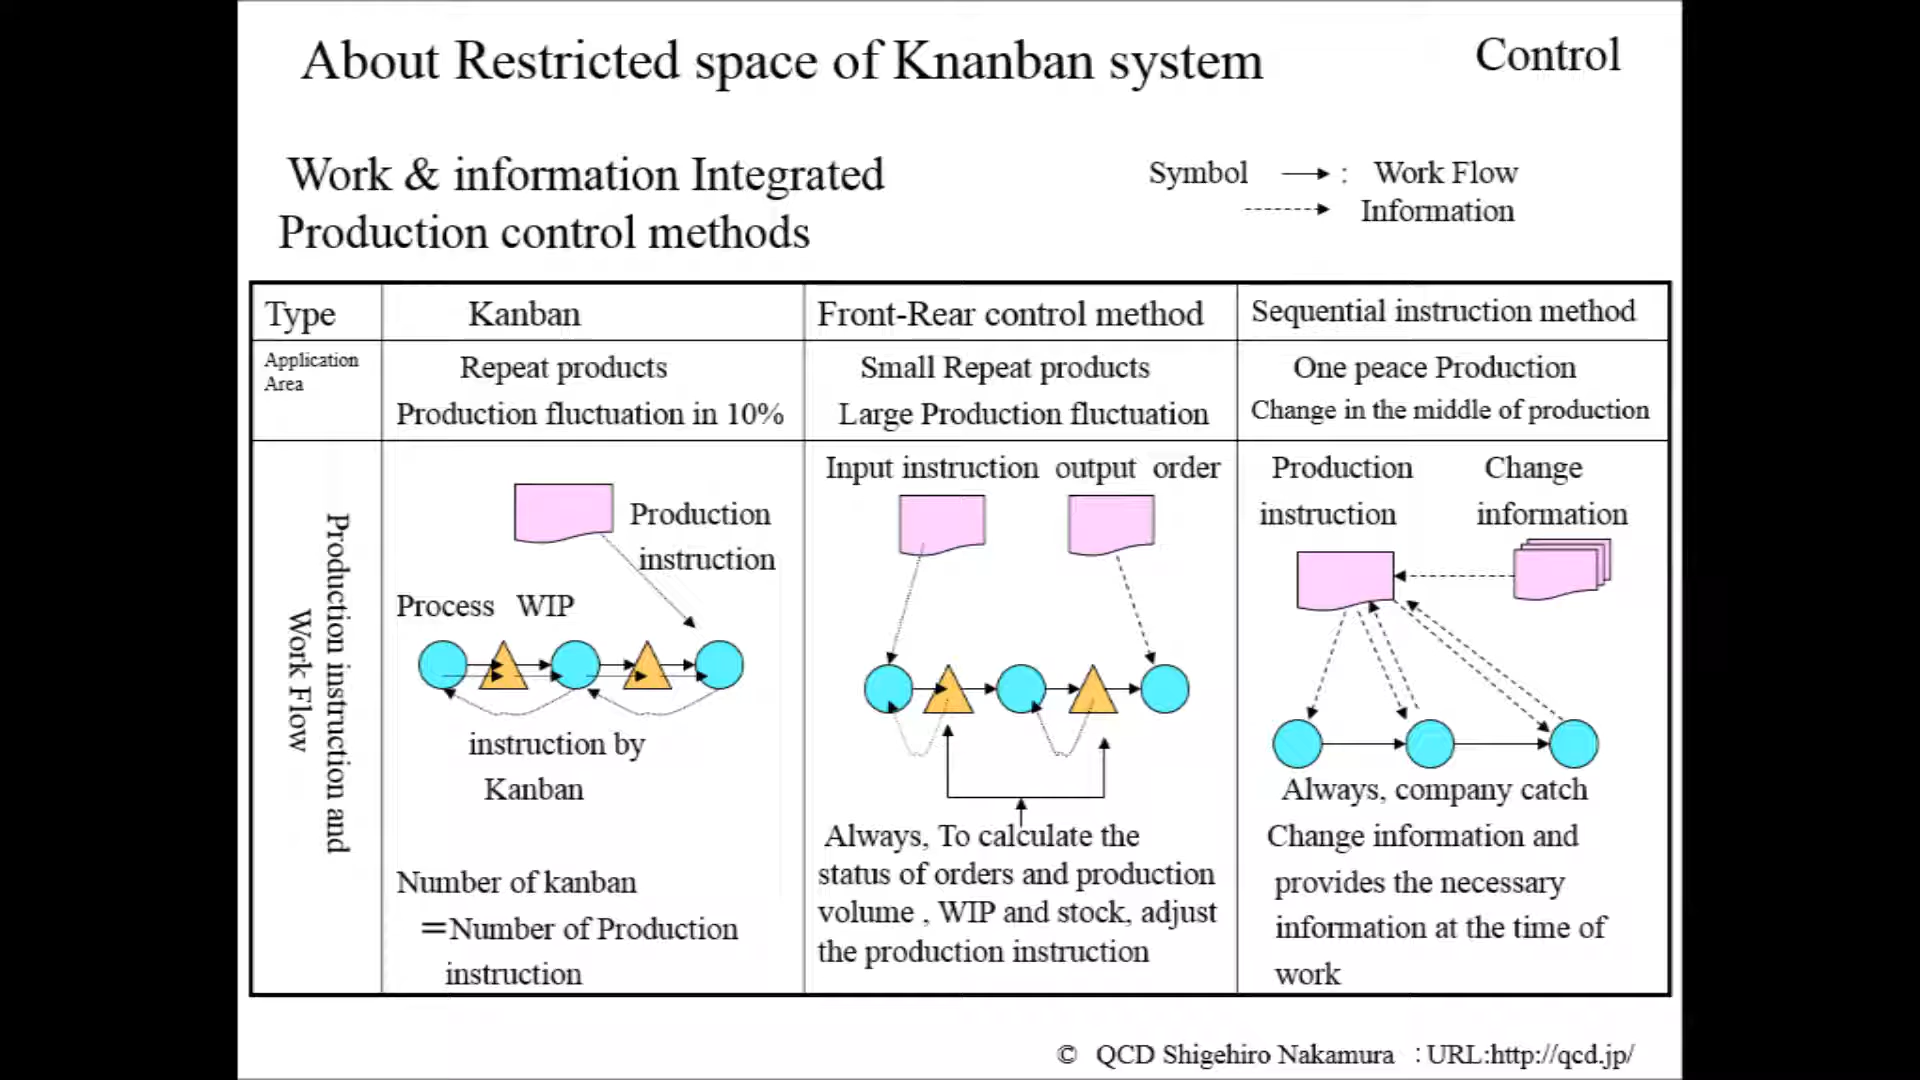 About Restricted space of Knanban system
Control
Work & information Integrated
Production control methods
Symbol : Work Flow
Information
Type
Kanban
Front-Rear control method
Sequential instruction method
Application
Area
Repeat products
Production fluctuation in 10%
Small Repeat products
Large Production fluctuation
One peace Production
Change in the middle of production
Production instruction and
Work Flow
Production
instruction
Process WIP
instruction by
Kanban
Number of kanban
=Number of Production
instruction
Input instruction output order
Always, To calculate the
status of orders and production
volume , WIP and stock, adjust
the production instruction
Production
instruction
Change
information
Always, company catch
Change information and
provides the necessary
information at the time of
work
© QCD Shigehiro Nakamura :URL:http://qcd.jp/